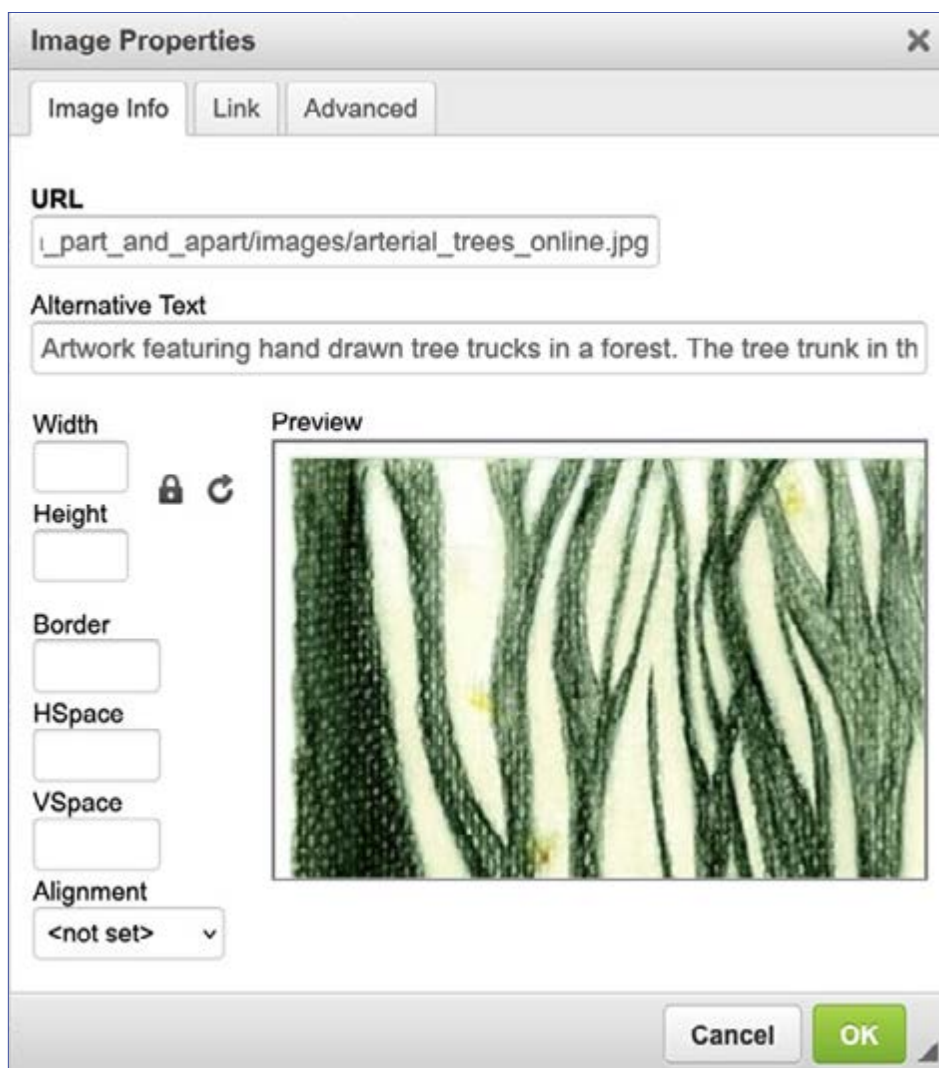 Image Properties
Image Info Link Advanced
URL
_part_and_apart/images/arterial_trees_online.jpg
Alternative Text
Artwork featuring hand drawn tree trucks in a forest. The tree trunk in th
Width
Preview
Height
Border
HSpace
VSpace
Alignment
<not set>
Cancel OK